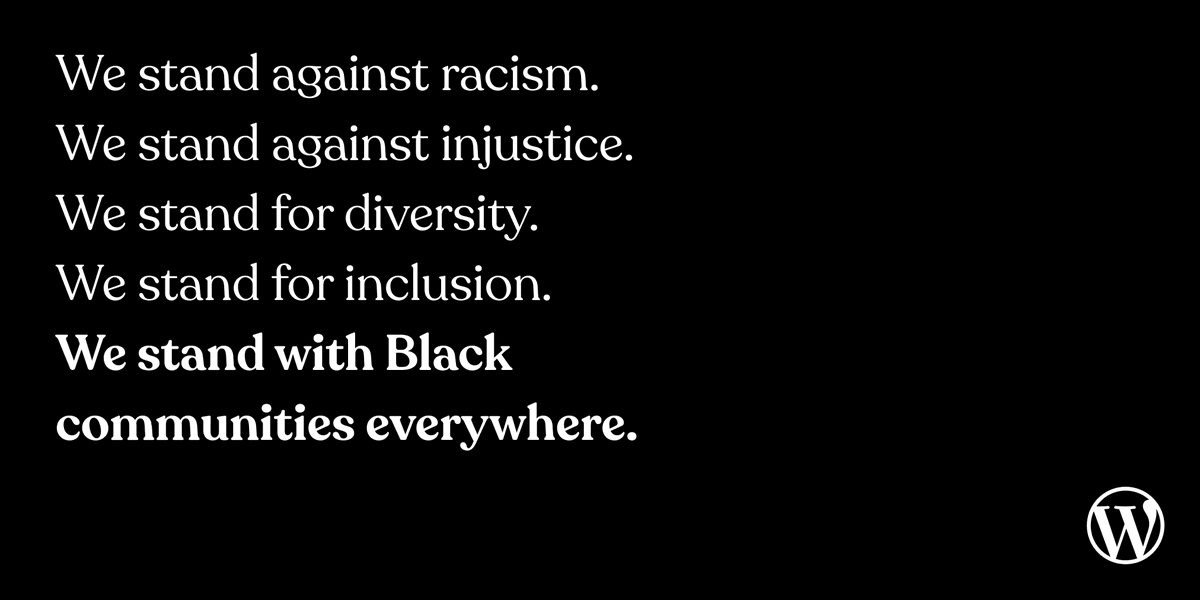 We stand against racism.
We stand against injustice.
We stand for diversity.
We stand for inclusion.
We stand with Black
communities everywhere.
W